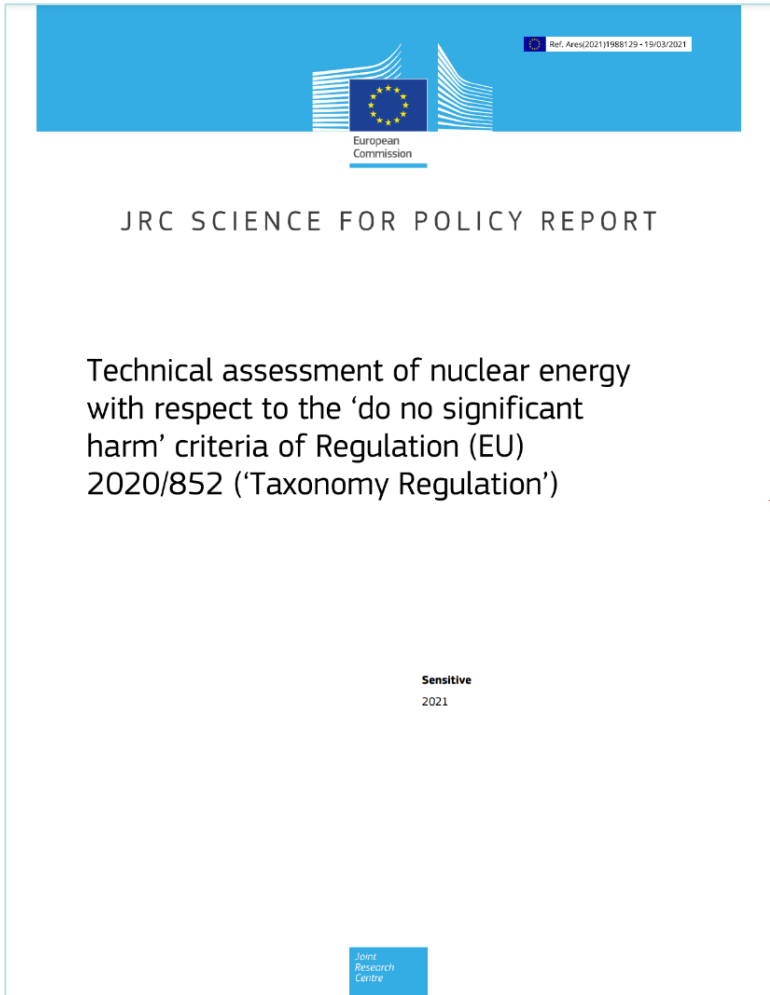 Ref. Ares(2021)1988129 - 19/03/2021
European
Commission
JRC SCIENCE FOR POLICY REPORT
Technical assessment of nuclear energy
with respect to the ‘do no significant
harm’ criteria of Regulation (EU)
2020/852 (‘Taxonomy Regulation’)
Sensitive
2021
Joint
Research
Centre